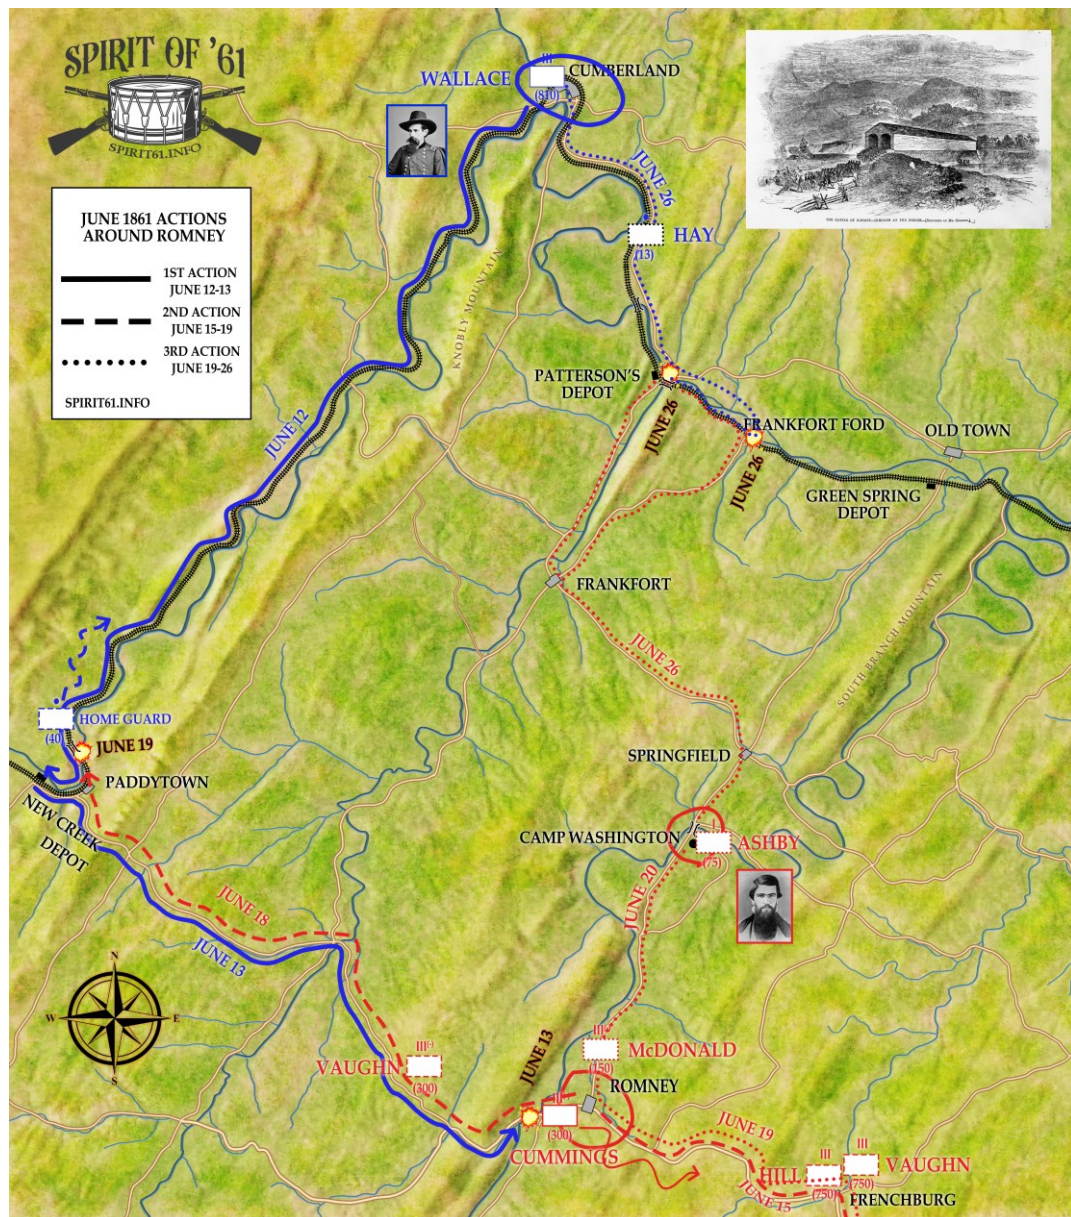 SPIRIT OF '61
SPIRIT61.INFO
JUNE 1861 ACTIONS
AROUND ROMNEY
1ST ACTION
JUNE 12-13
2ND ACTION
JUNE 15-19
3RD ACTION
JUNE 19-26
SPIRIT61.INFO
III
WALLACE
CUMBERLAND
(810)
JUNE 26
HAY
(13)
KNOBLY MOUNTAIN
PATTERSON'S
DEPOT
JUNE 26
FRANKFORT FORD
JUNE 26
OLD TOWN
GREEN SPRING
DEPOT
JUNE 12
FRANKFORT
JUNE 26
SOUTH BRANCH MOUNTAIN
HOME GUARD
(40)
JUNE 19
PADDYTOWN
NEW CREEK
DEPOT
SPRINGFIELD
CAMP WASHINGTON
I
ASHBY
(75)
JUNE 20
JUNE 18
JUNE 13
N
W
E
S
III(-)
VAUGHN
(300)
JUNE 13
McDONALD
(150)
ROMNEY
(300)
CUMMINGS
JUNE 19
III
HILL
(750)
III
VAUGHN
(750)
JUNE 15
FRENCHBURG